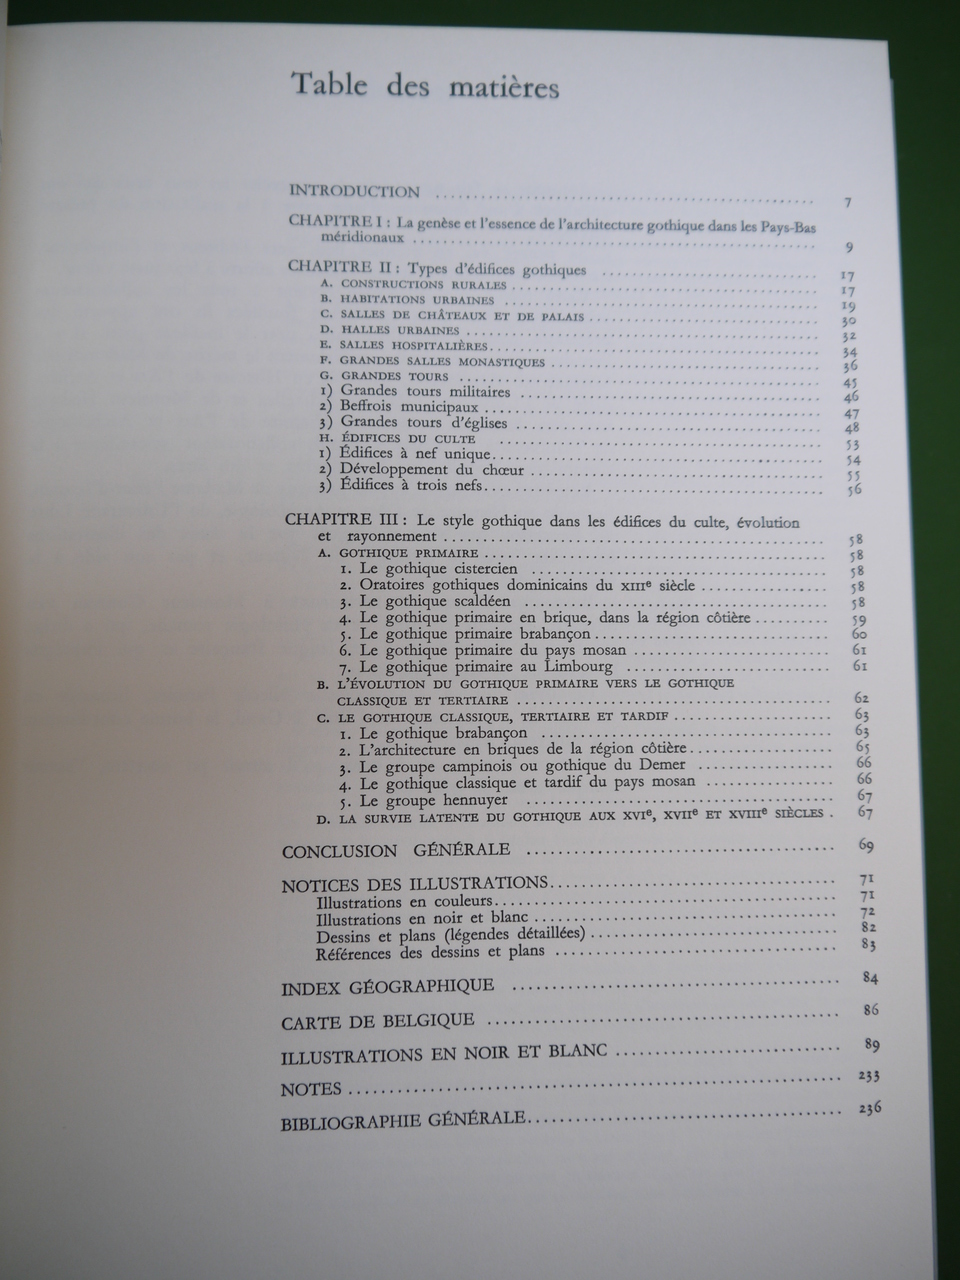 Table des matières
INTRODUCTION ........ 7
CHAPITRE I : La genèse et l'essence de l'architecture gothique dans les Pays-Bas
méridionaux ........ 9
CHAPITRE II : Types d'édifices gothiques ........ 17
A. CONSTRUCTIONS RURALES ........ 17
B. HABITATIONS URBAINES ........ 19
C. SALLES DE CHÂTEAUX ET DE PALAIS ........ 30
D. HALLES URBAINES ........ 32
E. SALLES HOSPITALIÈRES ........ 34
F. GRANDES SALLES MONASTIQUES ........ 36
G. GRANDES TOURS ........ 45
1) Grandes tours militaires ........ 46
2) Beffrois municipaux ........ 47
3) Grandes tours d'églises ........ 48
H. ÉDIFICES DU CULTE ........ 53
1) Édifices à nef unique ........ 54
2) Développement du chœur ........ 55
3) Édifices à trois nefs ........ 56
CHAPITRE III : Le style gothique dans les édifices du culte, évolution
et rayonnement ........ 58
A. GOTHIQUE PRIMAIRE ........ 58
1. Le gothique cistercien ........ 58
2. Oratoires gothiques dominicains du XIIIe siècle ........ 58
3. Le gothique scaldéen ........ 58
4. Le gothique primaire en brique, dans la région côtière ........ 59
5. Le gothique primaire brabançon ........ 60
6. Le gothique primaire du pays mosan ........ 61
7. Le gothique primaire au Limbourg ........ 61
B. L'ÉVOLUTION DU GOTHIQUE PRIMAIRE VERS LE GOTHIQUE
CLASSIQUE ET TERTIAIRE ........ 62
C. LE GOTHIQUE CLASSIQUE, TERTIAIRE ET TARDIF ........ 63
1. Le gothique brabançon ........ 63
2. L'architecture en briques de la région côtière ........ 65
3. Le groupe campinois ou gothique du Demer ........ 66
4. Le gothique classique et tardif du pays mosan ........ 66
5. Le groupe hennuyer ........ 67
D. LA SURVIE LATENTE DU GOTHIQUE AUX XVIe, XVIIe ET XVIIIe SIÈCLES . 67
CONCLUSION GÉNÉRALE ........ 69
NOTICES DES ILLUSTRATIONS ........ 71
Illustrations en couleurs ........ 71
Illustrations en noir et blanc ........ 72
Dessins et plans (légendes détaillées) ........ 82
Références des dessins et plans ........ 83
INDEX GÉOGRAPHIQUE ........ 84
CARTE DE BELGIQUE ........ 86
ILLUSTRATIONS EN NOIR ET BLANC ........ 89
NOTES ........ 233
BIBLIOGRAPHIE GÉNÉRALE ........ 236